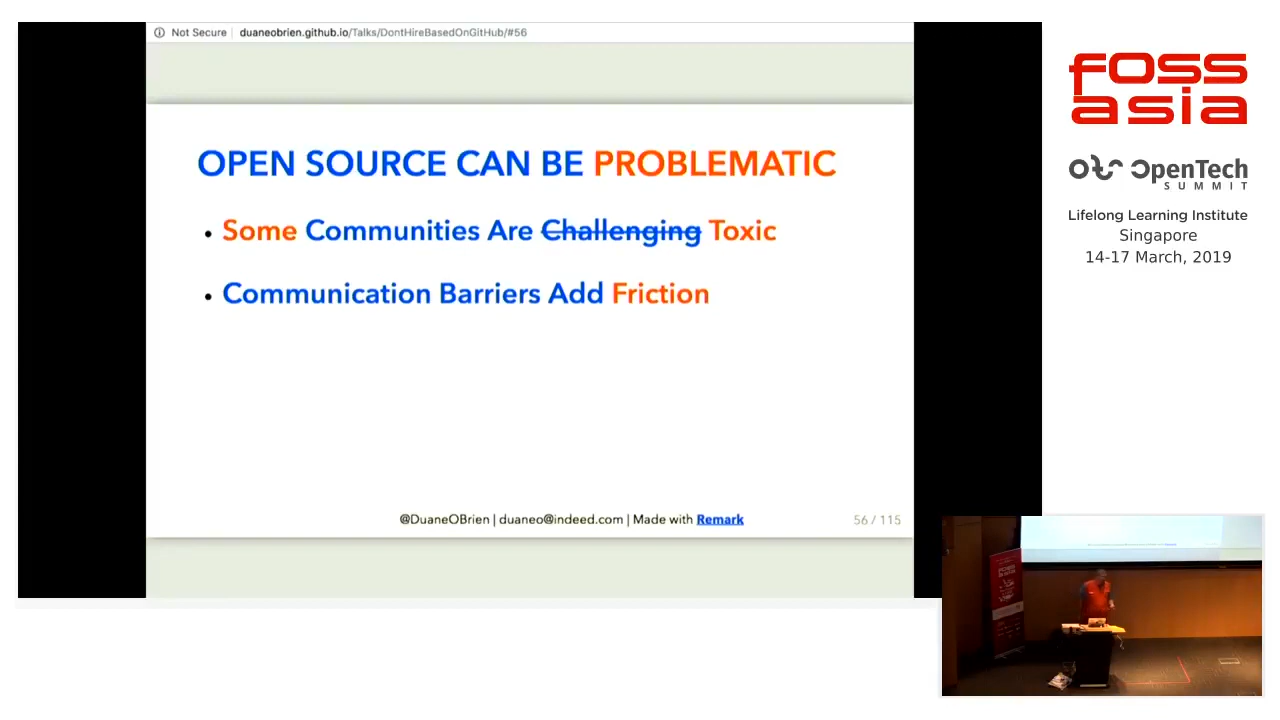 Not Secure duaneobrien.github.io/Talks/DontHireBasedOnGitHub/#56
OPEN SOURCE CAN BE PROBLEMATIC
• Some Communities Are Challenging Toxic
• Communication Barriers Add Friction
@DuaneOBrien | duaneo@indeed.com | Made with Remark
56 / 115
FOSS
asia
OpenTech
SUMMIT
Lifelong Learning Institute
Singapore
14-17 March, 2019